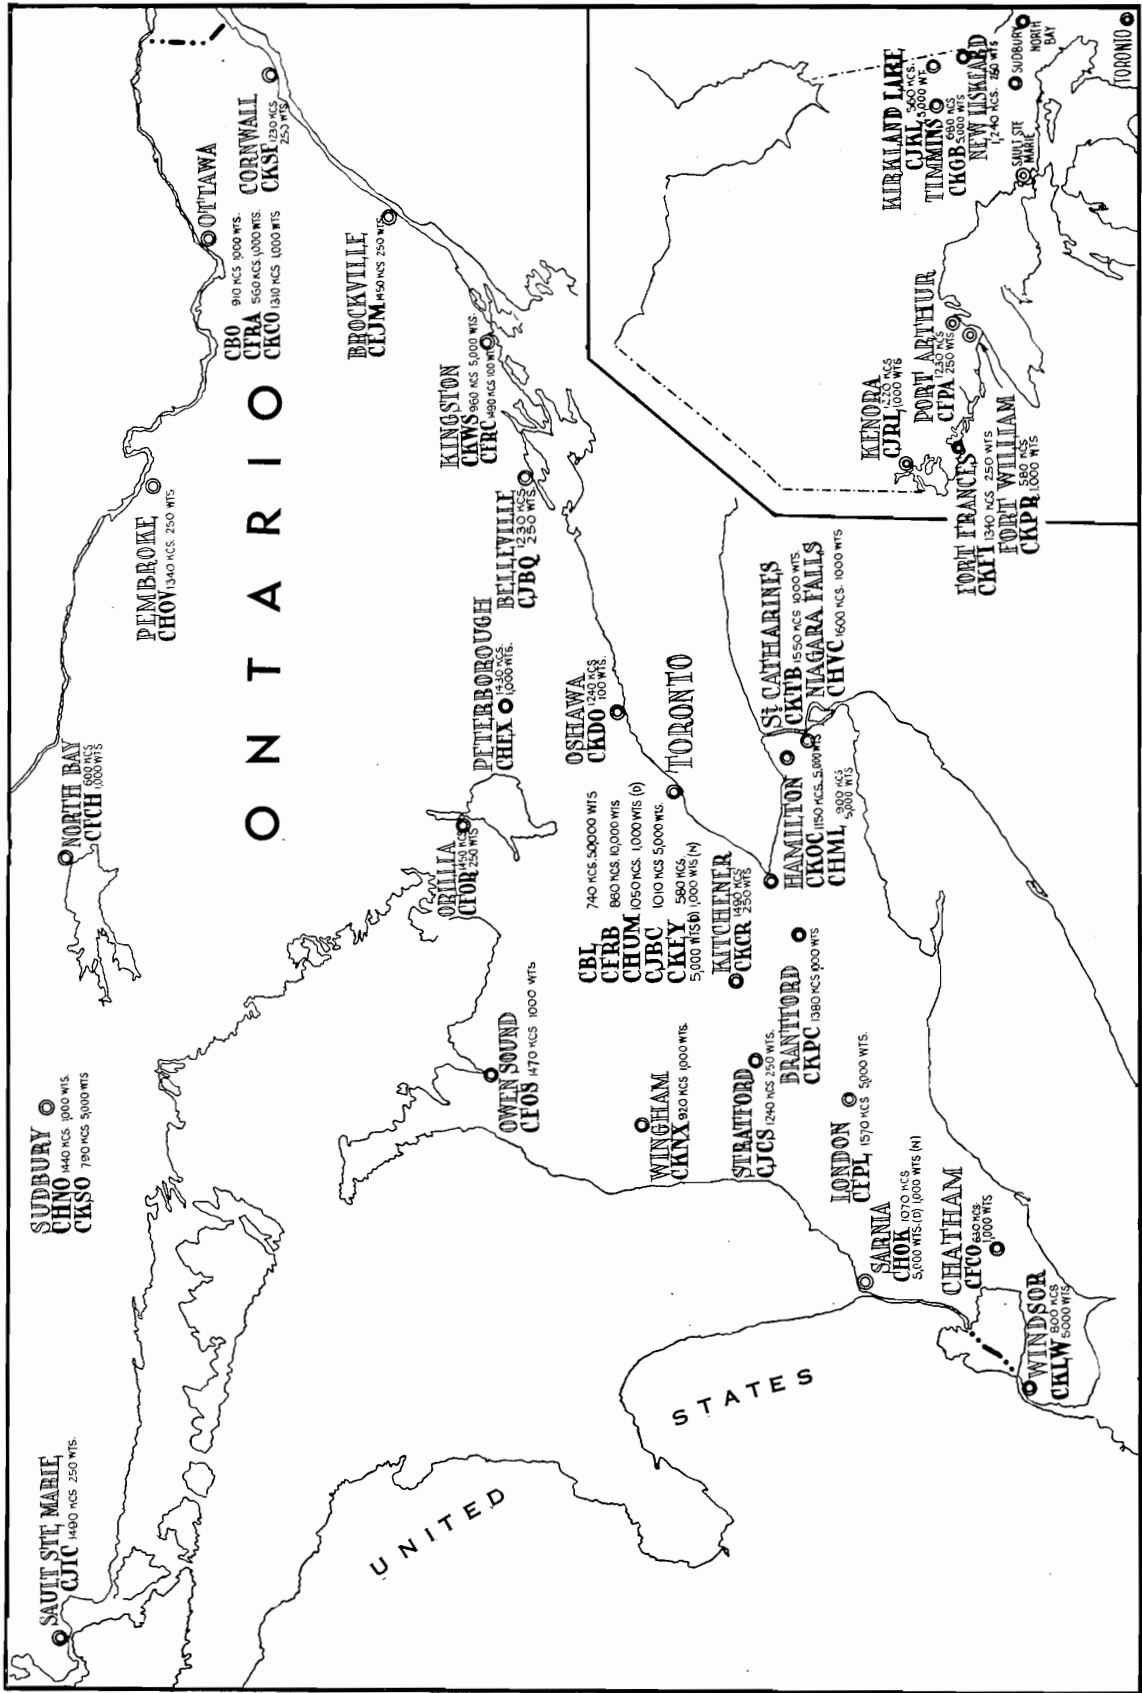 ONTARIO
SAULT STE. MARIE
CJIC 1490 KCS 250 WTS.
SUDBURY
CHNO 1440 KCS. 1000 WTS.
CKSO 790 KCS 5,000 WTS
NORTH BAY
CFCH 600 KCS
1,000 WTS
PEMBROKE
CHOV 1340 KCS. 250 WTS
OTTAWA
CBO 910 KCS 1000 WTS.
CFRA 560 KCS. 1,000 WTS.
CKCO 1310 KCS 1,000 WTS
CORNWALL
CKSF 1230 KCS
250 WTS.
BROCKVILLE
CFJM 1450 KCS 250 WTS.
KINGSTON
CKWS 960 KCS 5,000 WTS.
CFRC 1490 KCS 100 WTS
BELLEVILLE
CJBQ 1230 KCS
250 WTS.
PETERBOROUGH
CHEX 1430 KCS.
1,000 WTS.
ORILLIA
CFOR 1450 KCS
250 WTS
OSHAWA
CKDO 1240 KCS
100 WTS.
OWEN SOUND
CFOS 1470 KCS 1000 WTS
TORONTO
CBL 740 KCS. 50,000 WTS
CFRB 860 KCS. 10,000 WTS
CHUM 1050 KCS. 1,000 WTS (D)
CJBC 1010 KCS 5,000 WTS.
CKEY 580 KCS.
5,000 WTS (D) 1,000 WTS (N)
WINGHAM
CKNX 920 KCS 1,000 WTS.
KITCHENER
CKCR 1490 KCS
250 WTS
STRATFORD
CJCS 1240 KCS 250 WTS.
BRANTFORD
CKPC 1380 KCS 1000 WTS
HAMILTON
CKOC 1150 KCS. 5,000 WTS
CHML 900 KCS
5,000 WTS
St CATHARINES
CKTB 1550 KCS 1000 WTS.
NIAGARA FALLS
CHVC 1600 KCS. 1000 WTS
LONDON
CFPL 1570 KCS 5,000 WTS.
SARNIA
CHOK 1070 KCS
5,000 WTS. (D) 1,000 WTS (N)
CHATHAM
CFCO 630 KCS.
1,000 WTS
WINDSOR
CKLW 800 KCS
5000 WTS
UNITED STATES
KIRKLAND LAKE
CJKL 560 KCS.
5,000 WT.
TIMMINS
CKGB 680 KCS
5,000 WTS
NEW LISKEARD
1,240 KCS. 250 WTS
SUDBURY
NORTH
BAY
TORONTO
SAULT STE
MARIE
KENORA
CJRL 1220 KCS
1000 WTS
PORT ARTHUR
CFPA 1230 KCS
250 WTS
FORT FRANCES
CKFI 1340 KCS 250 WTS
FORT WILLIAM
CKPR 580 KCS
1,000 WTS